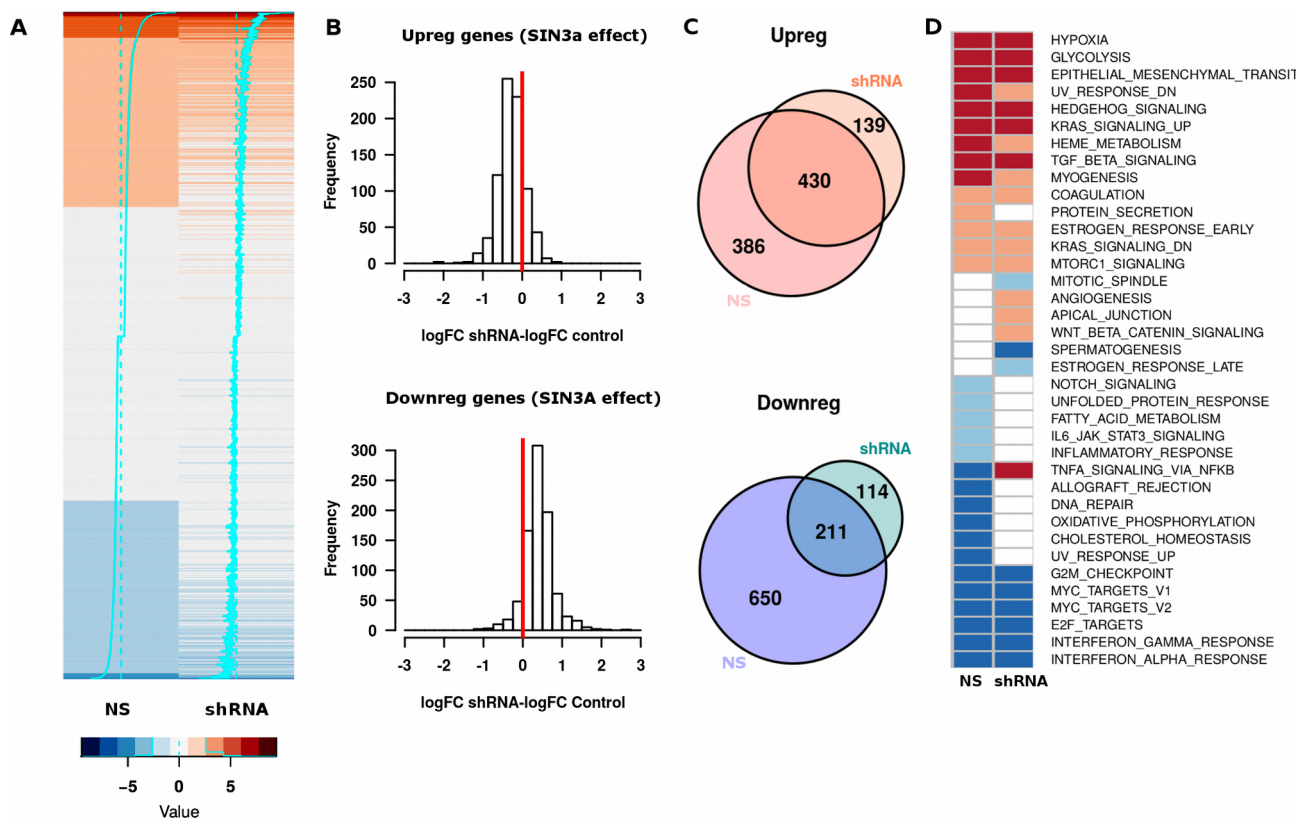 A
NS
shRNA
-5
0
5
Value
B
Upreg genes (SIN3a effect)
Frequency
250
200
150
100
50
0
-3
-2
-1
0
1
2
3
logFC shRNA-logFC control
Downreg genes (SIN3A effect)
Frequency
300
250
200
150
100
50
0
-3
-2
-1
0
1
2
3
logFC shRNA-logFC Control
C
Upreg
shRNA
139
430
386
NS
Downreg
shRNA
114
211
650
NS
D
HYPOXIA
GLYCOLYSIS
EPITHELIAL_MESENCHYMAL_TRANSIT
UV_RESPONSE_DN
HEDGEHOG_SIGNALING
KRAS_SIGNALING_UP
HEME_METABOLISM
TGF_BETA_SIGNALING
MYOGENESIS
COAGULATION
PROTEIN_SECRETION
ESTROGEN_RESPONSE_EARLY
KRAS_SIGNALING_DN
MTORC1_SIGNALING
MITOTIC_SPINDLE
ANGIOGENESIS
APICAL_JUNCTION
WNT_BETA_CATENIN_SIGNALING
SPERMATOGENESIS
ESTROGEN_RESPONSE_LATE
NOTCH_SIGNALING
UNFOLDED_PROTEIN_RESPONSE
FATTY_ACID_METABOLISM
IL6_JAK_STAT3_SIGNALING
INFLAMMATORY_RESPONSE
TNFA_SIGNALING_VIA_NFKB
ALLOGRAFT_REJECTION
DNA_REPAIR
OXIDATIVE_PHOSPHORYLATION
CHOLESTEROL_HOMEOSTASIS
UV_RESPONSE_UP
G2M_CHECKPOINT
MYC_TARGETS_V1
MYC_TARGETS_V2
E2F_TARGETS
INTERFERON_GAMMA_RESPONSE
INTERFERON_ALPHA_RESPONSE
NS shRNA